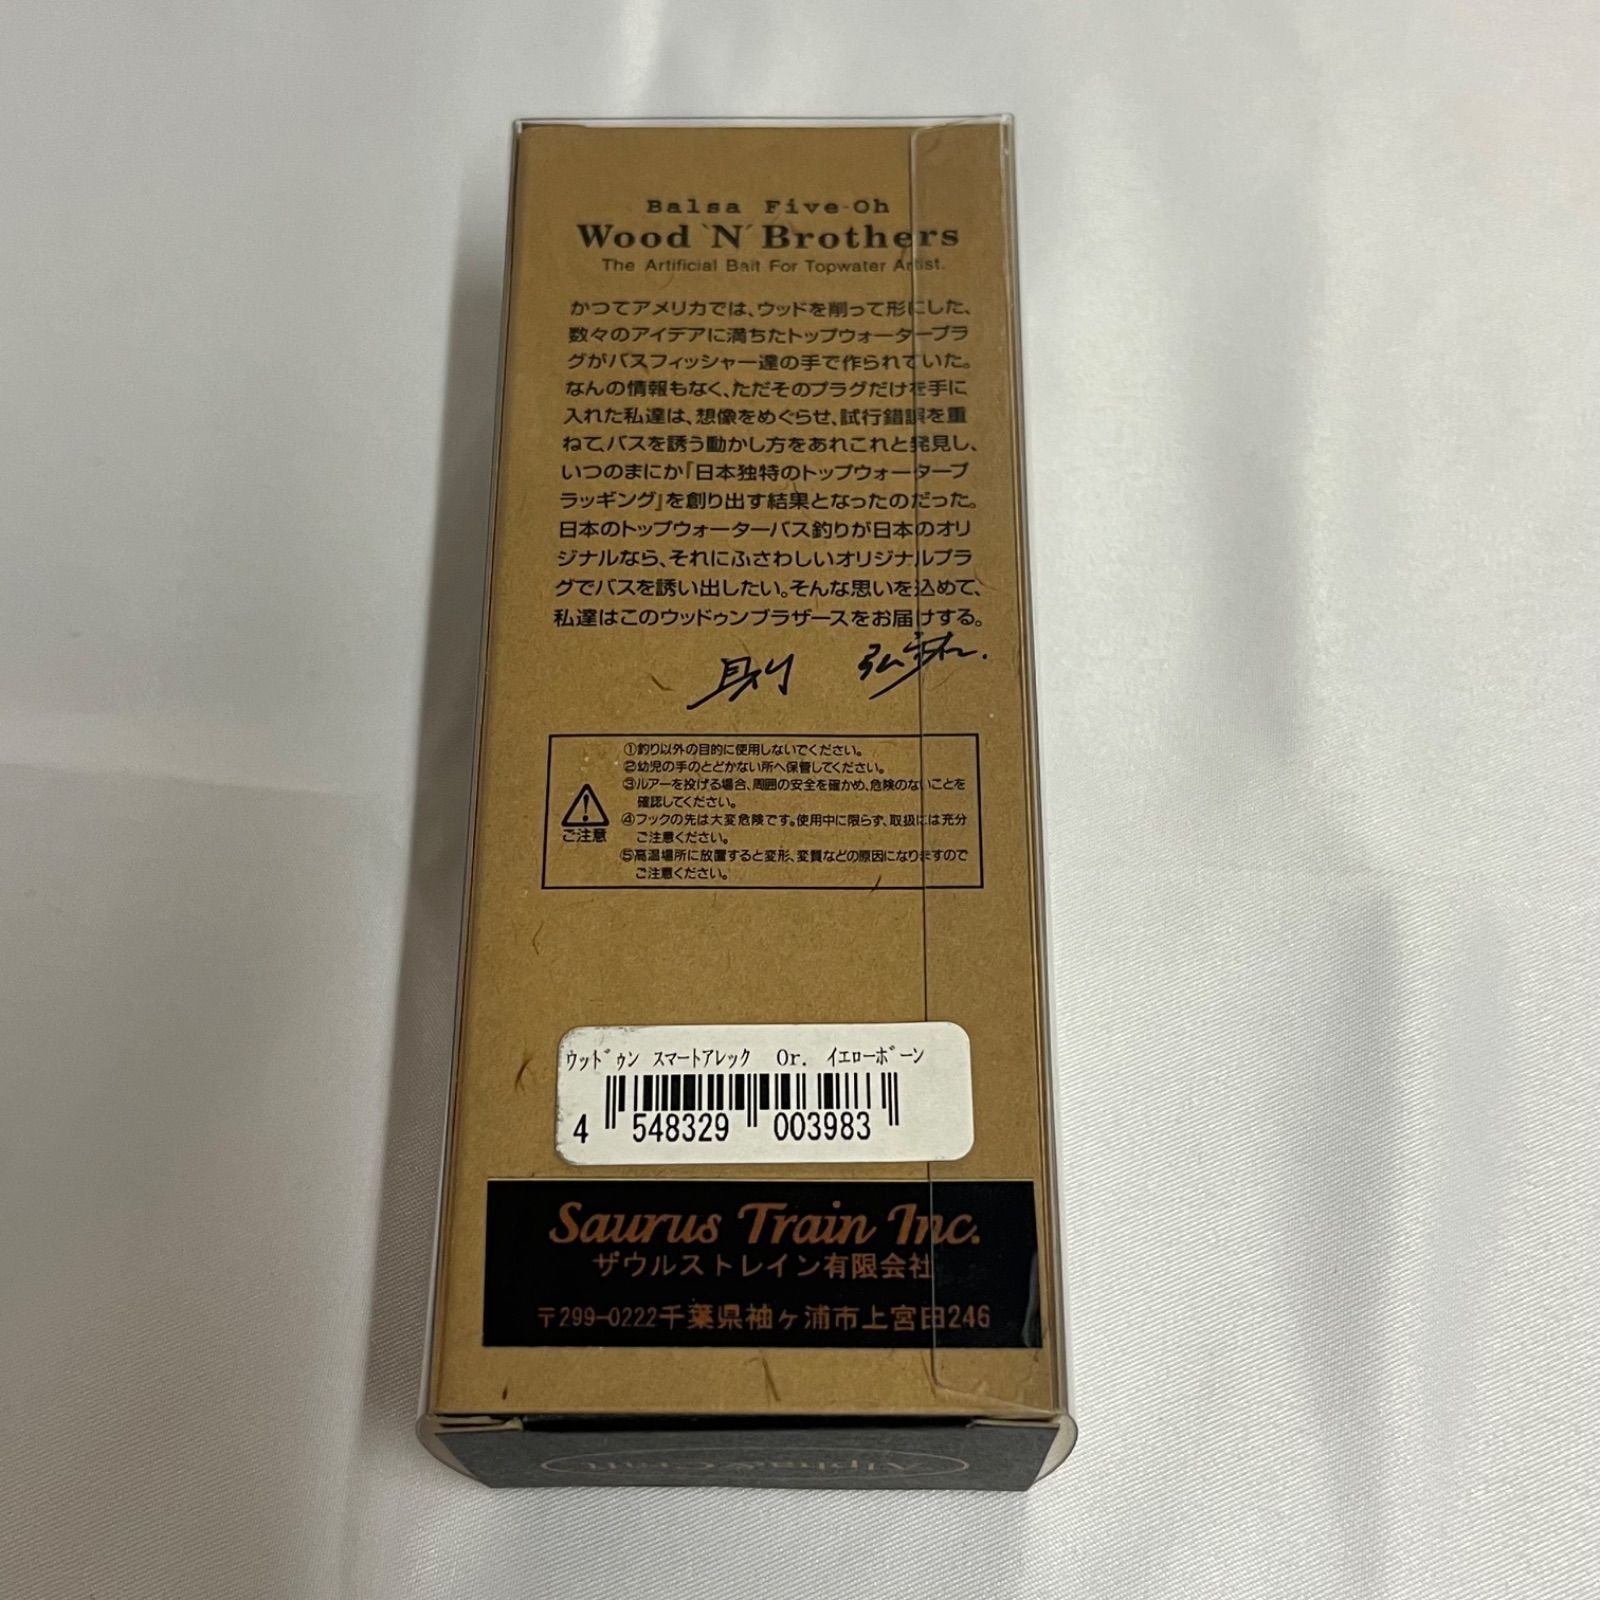 Balsa Five-Oh
Wood `N´ Brothers
The Artificial Bait For Topwater Artist.
かつてアメリカでは、ウッドを削って形にした、
数々のアイデアに満ちたトップウォータープラ
グがバスフィッシャー達の手で作られていた。
なんの情報もなく、ただそのプラグだけを手に
入れた私達は、想像をめぐらせ、試行錯誤を重
ねて、バスを誘う動かし方をあれこれと発見し、
いつのまにか『日本独特のトップウォータープ
ラッギング』を創り出す結果となったのだった。
日本のトップウォーターバス釣りが日本のオリ
ジナルなら、それにふさわしいオリジナルプラ
グでバスを誘い出したい。そんな思いを込めて、
私達はこのウッドゥンブラザースをお届けする。
ご注意
①釣り以外の目的に使用しないでください。
②幼児の手のとどかない所へ保管してください。
③ルアーを投げる場合、周囲の安全を確かめ、危険のないことを
確認してください。
④フックの先は大変危険です。使用中に限らず、取扱には充分
ご注意ください。
⑤高温場所に放置すると変形、変質などの原因になりますので
ご注意ください。
ウッドゥン スマートアレック Or. イエローボーン
4 548329 003983
Saurus Train Inc.
ザウルストレイン有限会社
〒299-0222千葉県袖ヶ浦市上宮田246
Alpha&Craft